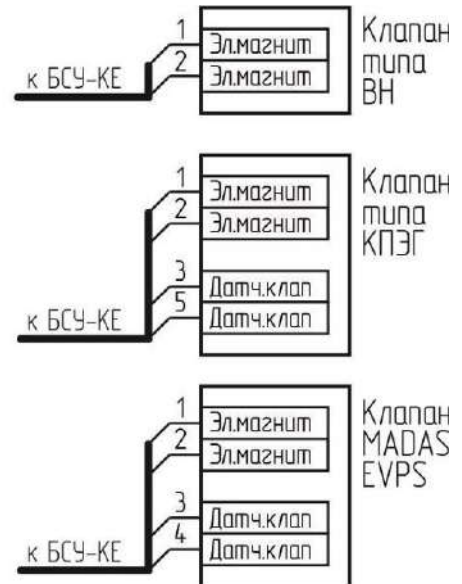 1 Эл.магнит Клапан
2 Эл.магнит типа
к БСУ-КЕ ВН
1 Эл.магнит Клапан
2 Эл.магнит типа
КПЭГ
3 Датч.клап
5 Датч.клап
к БСУ-КЕ
1 Эл.магнит Клапан
2 Эл.магнит MADAS
EVPS
3 Датч.клап
4 Датч.клап
к БСУ-КЕ